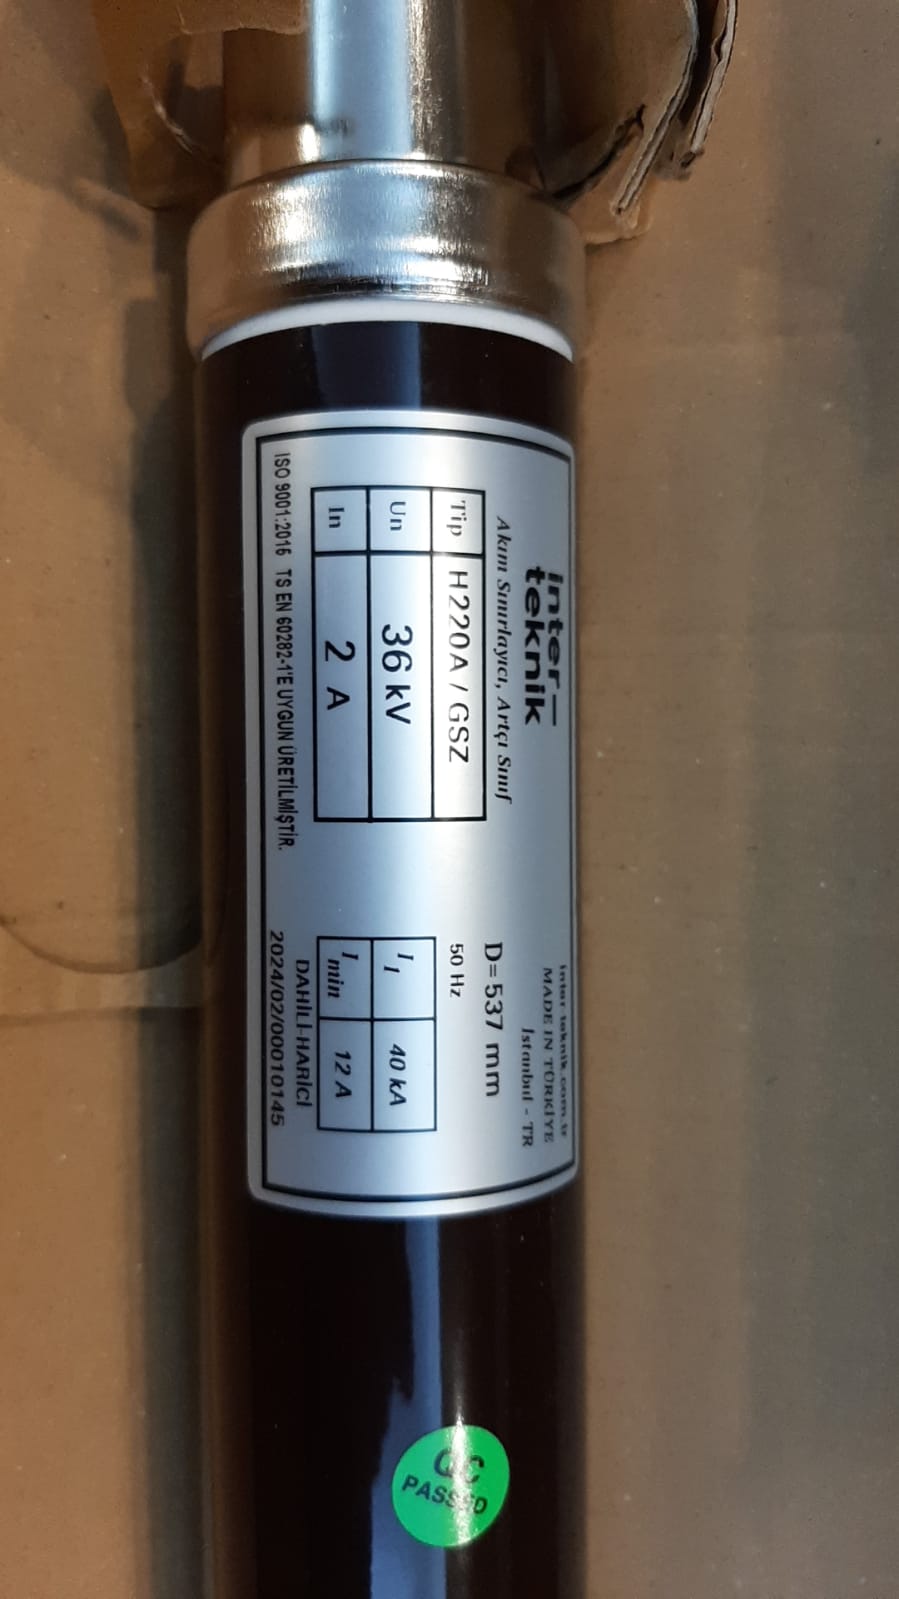 inter–
teknik
Akım Sınırlayıcı, Artçı Sınıf
Tip H220A / GSZ
Un 36 kV
In 2 A
ISO 9001:2016 TS EN 60282-1'E UYGUN ÜRETİLMİŞTİR.
inter teknik.com.tr
MADE IN TÜRKİYE
İstanbul - TR
D=537 mm
50 Hz
I1 40 kA
Imin 12 A
DAHİLİ-HARİCİ
2024/02/00010145
QC
PASSED